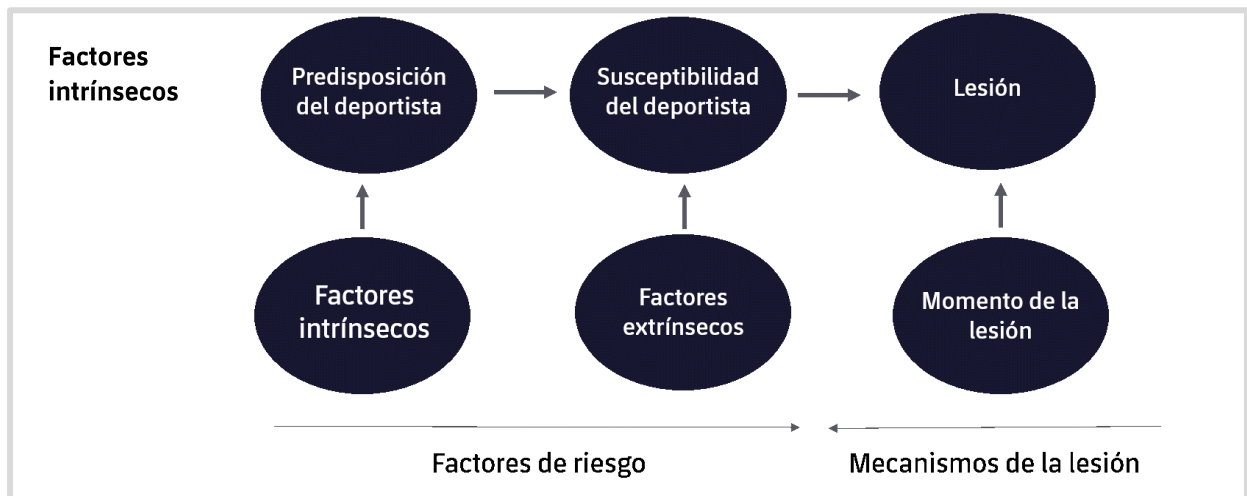 Factores
intrínsecos
Predisposición
del deportista
Susceptibilidad
del deportista
Lesión
Factores
intrínsecos
Factores
extrínsecos
Momento de la
lesión
Factores de riesgo
Mecanismos de la lesión